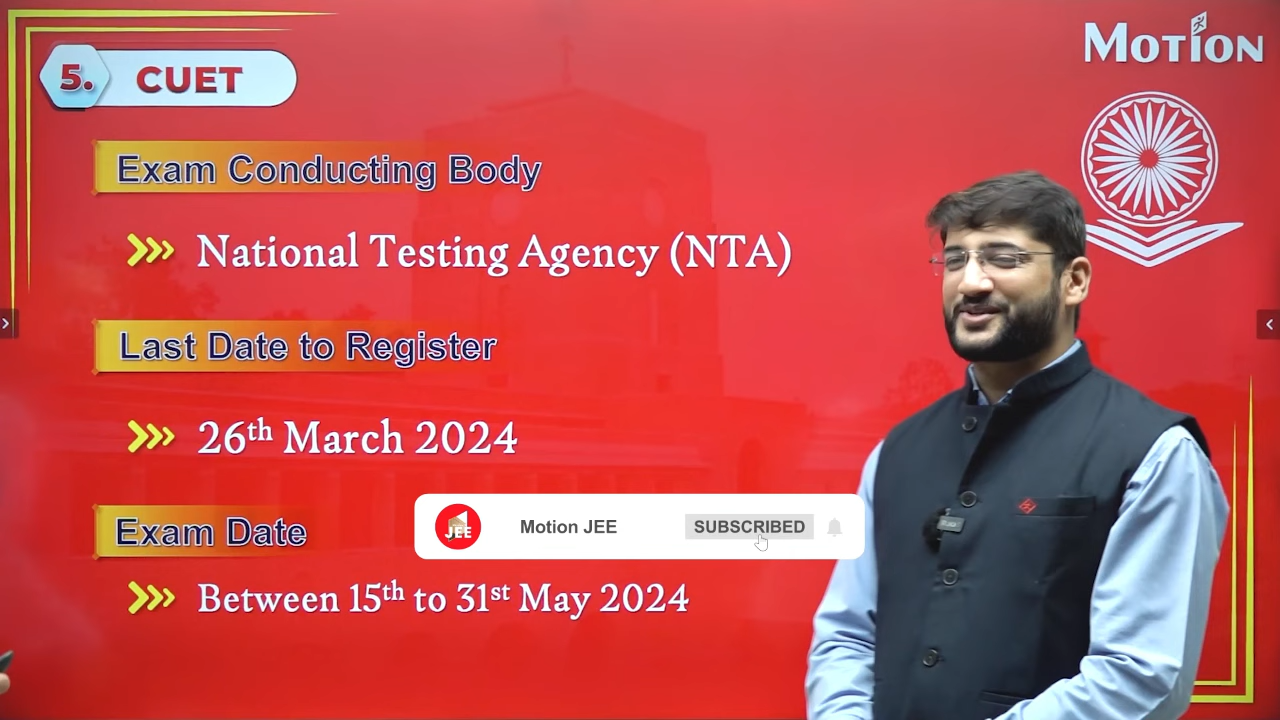 5. CUET
MOTION
Exam Conducting Body
National Testing Agency (NTA)
Last Date to Register
26th March 2024
Exam Date
JEE
Motion JEE
SUBSCRIBED
Between 15th to 31st May 2024